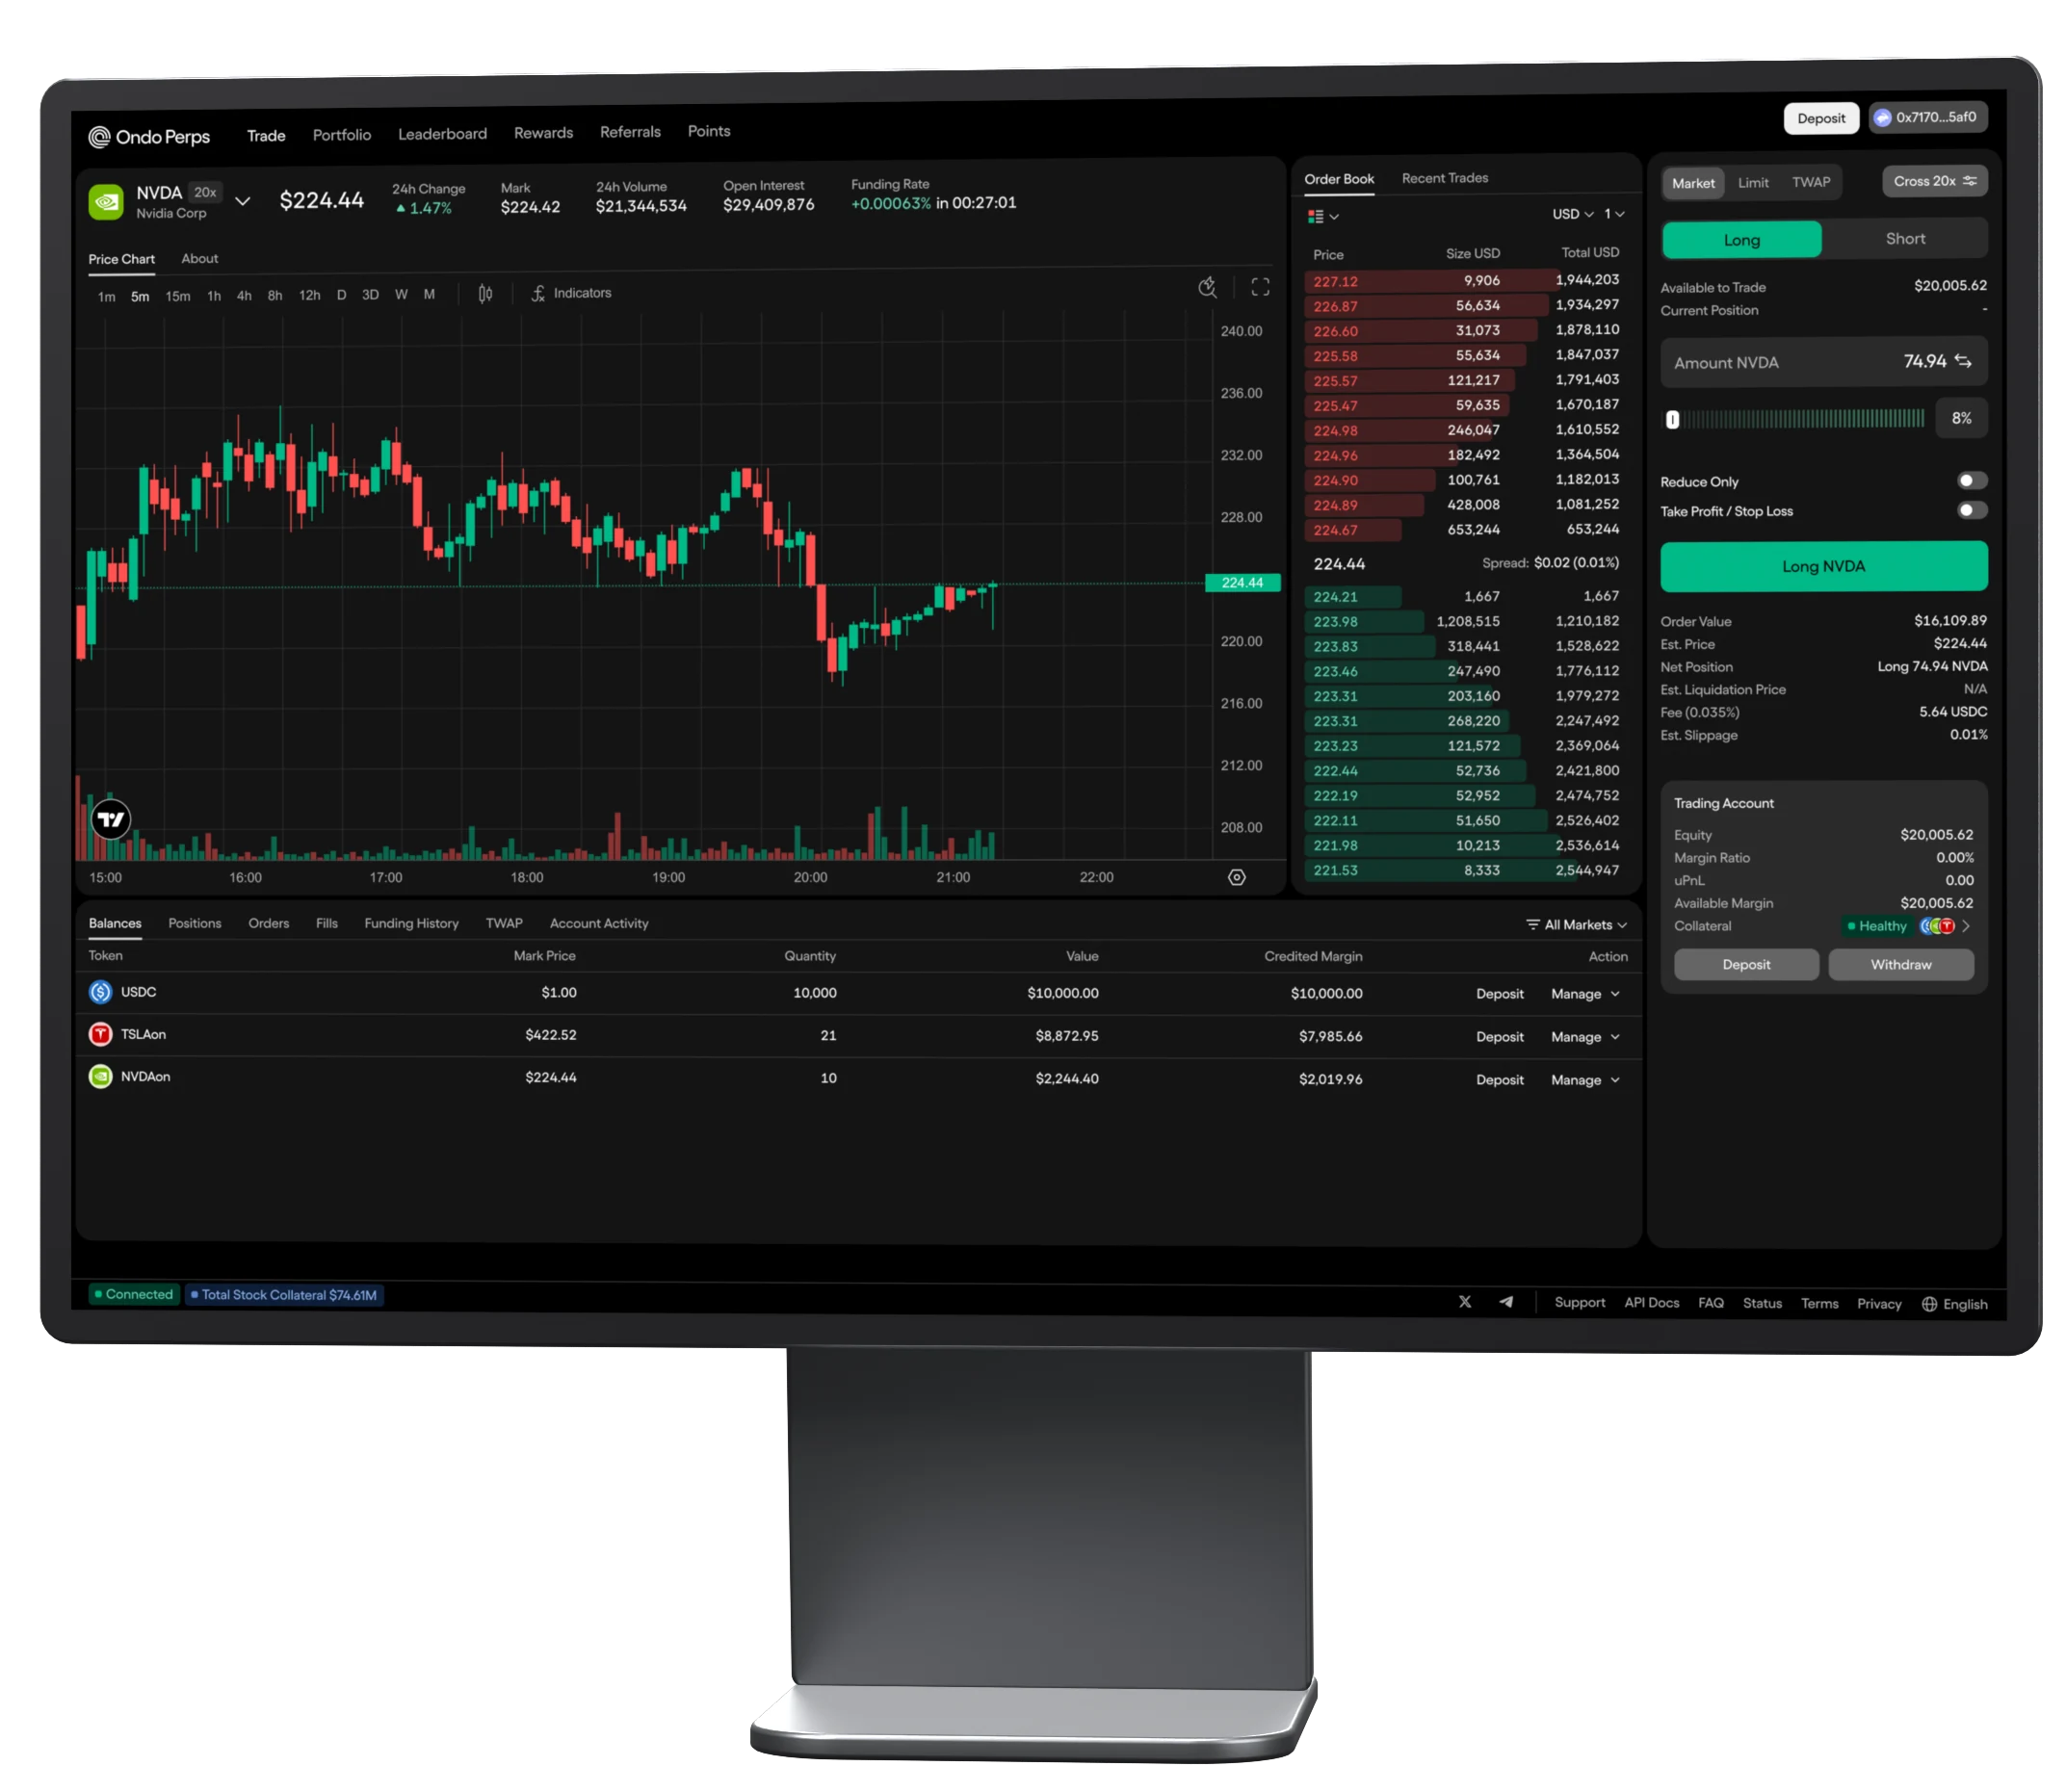 Ondo Perps Trade Portfolio Leaderboard Rewards Referrals Points Deposit 0x7170...5af0
NVDA 20x
Nvidia Corp
$224.44
24h Change
1.47%
Mark
$224.42
24h Volume
$21,344,534
Open Interest
$29,409,876
Funding Rate
+0.00063% in 00:27:01
Price Chart About
1m 5m 15m 1h 4h 8h 12h D 3D W M Indicators
240.00
236.00
232.00
228.00
224.44
220.00
216.00
212.00
208.00
15:00 16:00 17:00 18:00 19:00 20:00 21:00 22:00
Order Book Recent Trades
USD 1
Price Size USD Total USD
227.12 9,906 1,944,203
226.87 56,634 1,934,297
226.60 31,073 1,878,110
225.58 55,634 1,847,037
225.57 121,217 1,791,403
225.47 59,635 1,670,187
224.98 246,047 1,610,552
224.96 182,492 1,364,504
224.90 100,761 1,182,013
224.89 428,008 1,081,252
224.67 653,244 653,244
224.44 Spread: $0.02 (0.01%)
224.21 1,667 1,667
223.98 1,208,515 1,210,182
223.83 318,441 1,528,622
223.46 247,490 1,776,112
223.31 203,160 1,979,272
223.31 268,220 2,247,492
223.23 121,572 2,369,064
222.44 52,736 2,421,800
222.19 52,952 2,474,752
222.11 51,650 2,526,402
221.98 10,213 2,536,614
221.53 8,333 2,544,947
Market Limit TWAP Cross 20x
Long Short
Available to Trade $20,005.62
Current Position -
Amount NVDA 74.94
8%
Reduce Only
Take Profit / Stop Loss
Long NVDA
Order Value $16,109.89
Est. Price $224.44
Net Position Long 74.94 NVDA
Est. Liquidation Price N/A
Fee (0.035%) 5.64 USDC
Est. Slippage 0.01%
Trading Account
Equity $20,005.62
Margin Ratio 0.00%
uPnL 0.00
Available Margin $20,005.62
Collateral Healthy
Deposit Withdraw
Balances Positions Orders Fills Funding History TWAP Account Activity All Markets
Token Mark Price Quantity Value Credited Margin Action
USDC $1.00 10,000 $10,000.00 $10,000.00 Deposit Manage
TSLAon $422.52 21 $8,872.95 $7,985.66 Deposit Manage
NVDAon $224.44 10 $2,244.40 $2,019.96 Deposit Manage
Connected Total Stock Collateral $74.61M
Support API Docs FAQ Status Terms Privacy English